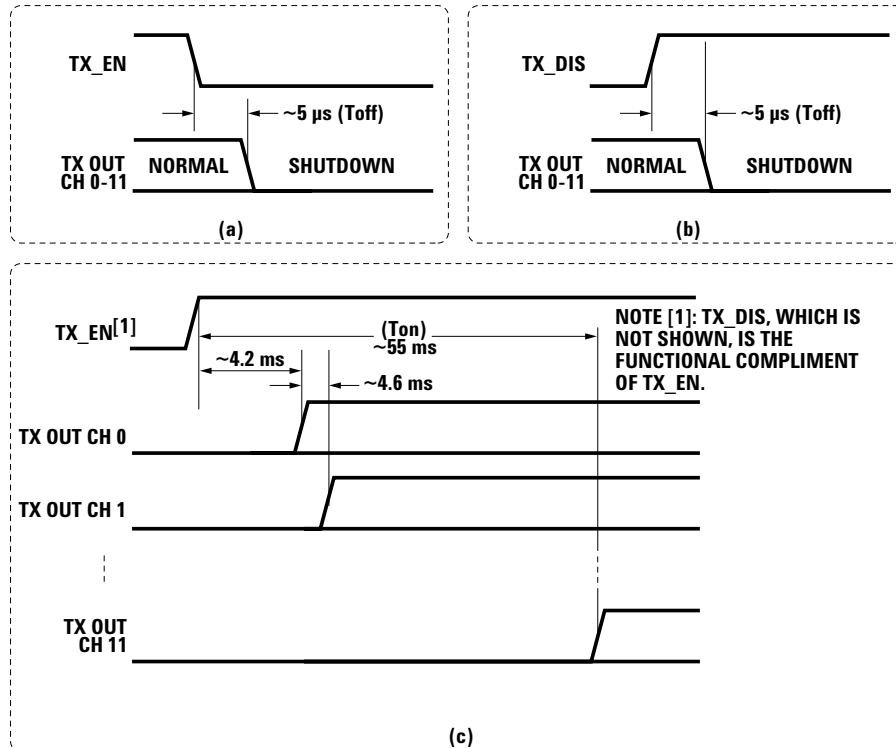 TX_EN
~5 µs (Toff)
TX OUT
CH 0-11
NORMAL
SHUTDOWN
(a)
TX_DIS
~5 µs (Toff)
TX OUT
CH 0-11
NORMAL
SHUTDOWN
(b)
TX_EN[1]
(Ton)
~55 ms
~4.2 ms
~4.6 ms
NOTE [1]: TX_DIS, WHICH IS
NOT SHOWN, IS THE
FUNCTIONAL COMPLIMENT
OF TX_EN.
TX OUT CH 0
TX OUT CH 1
TX OUT
CH 11
(c)